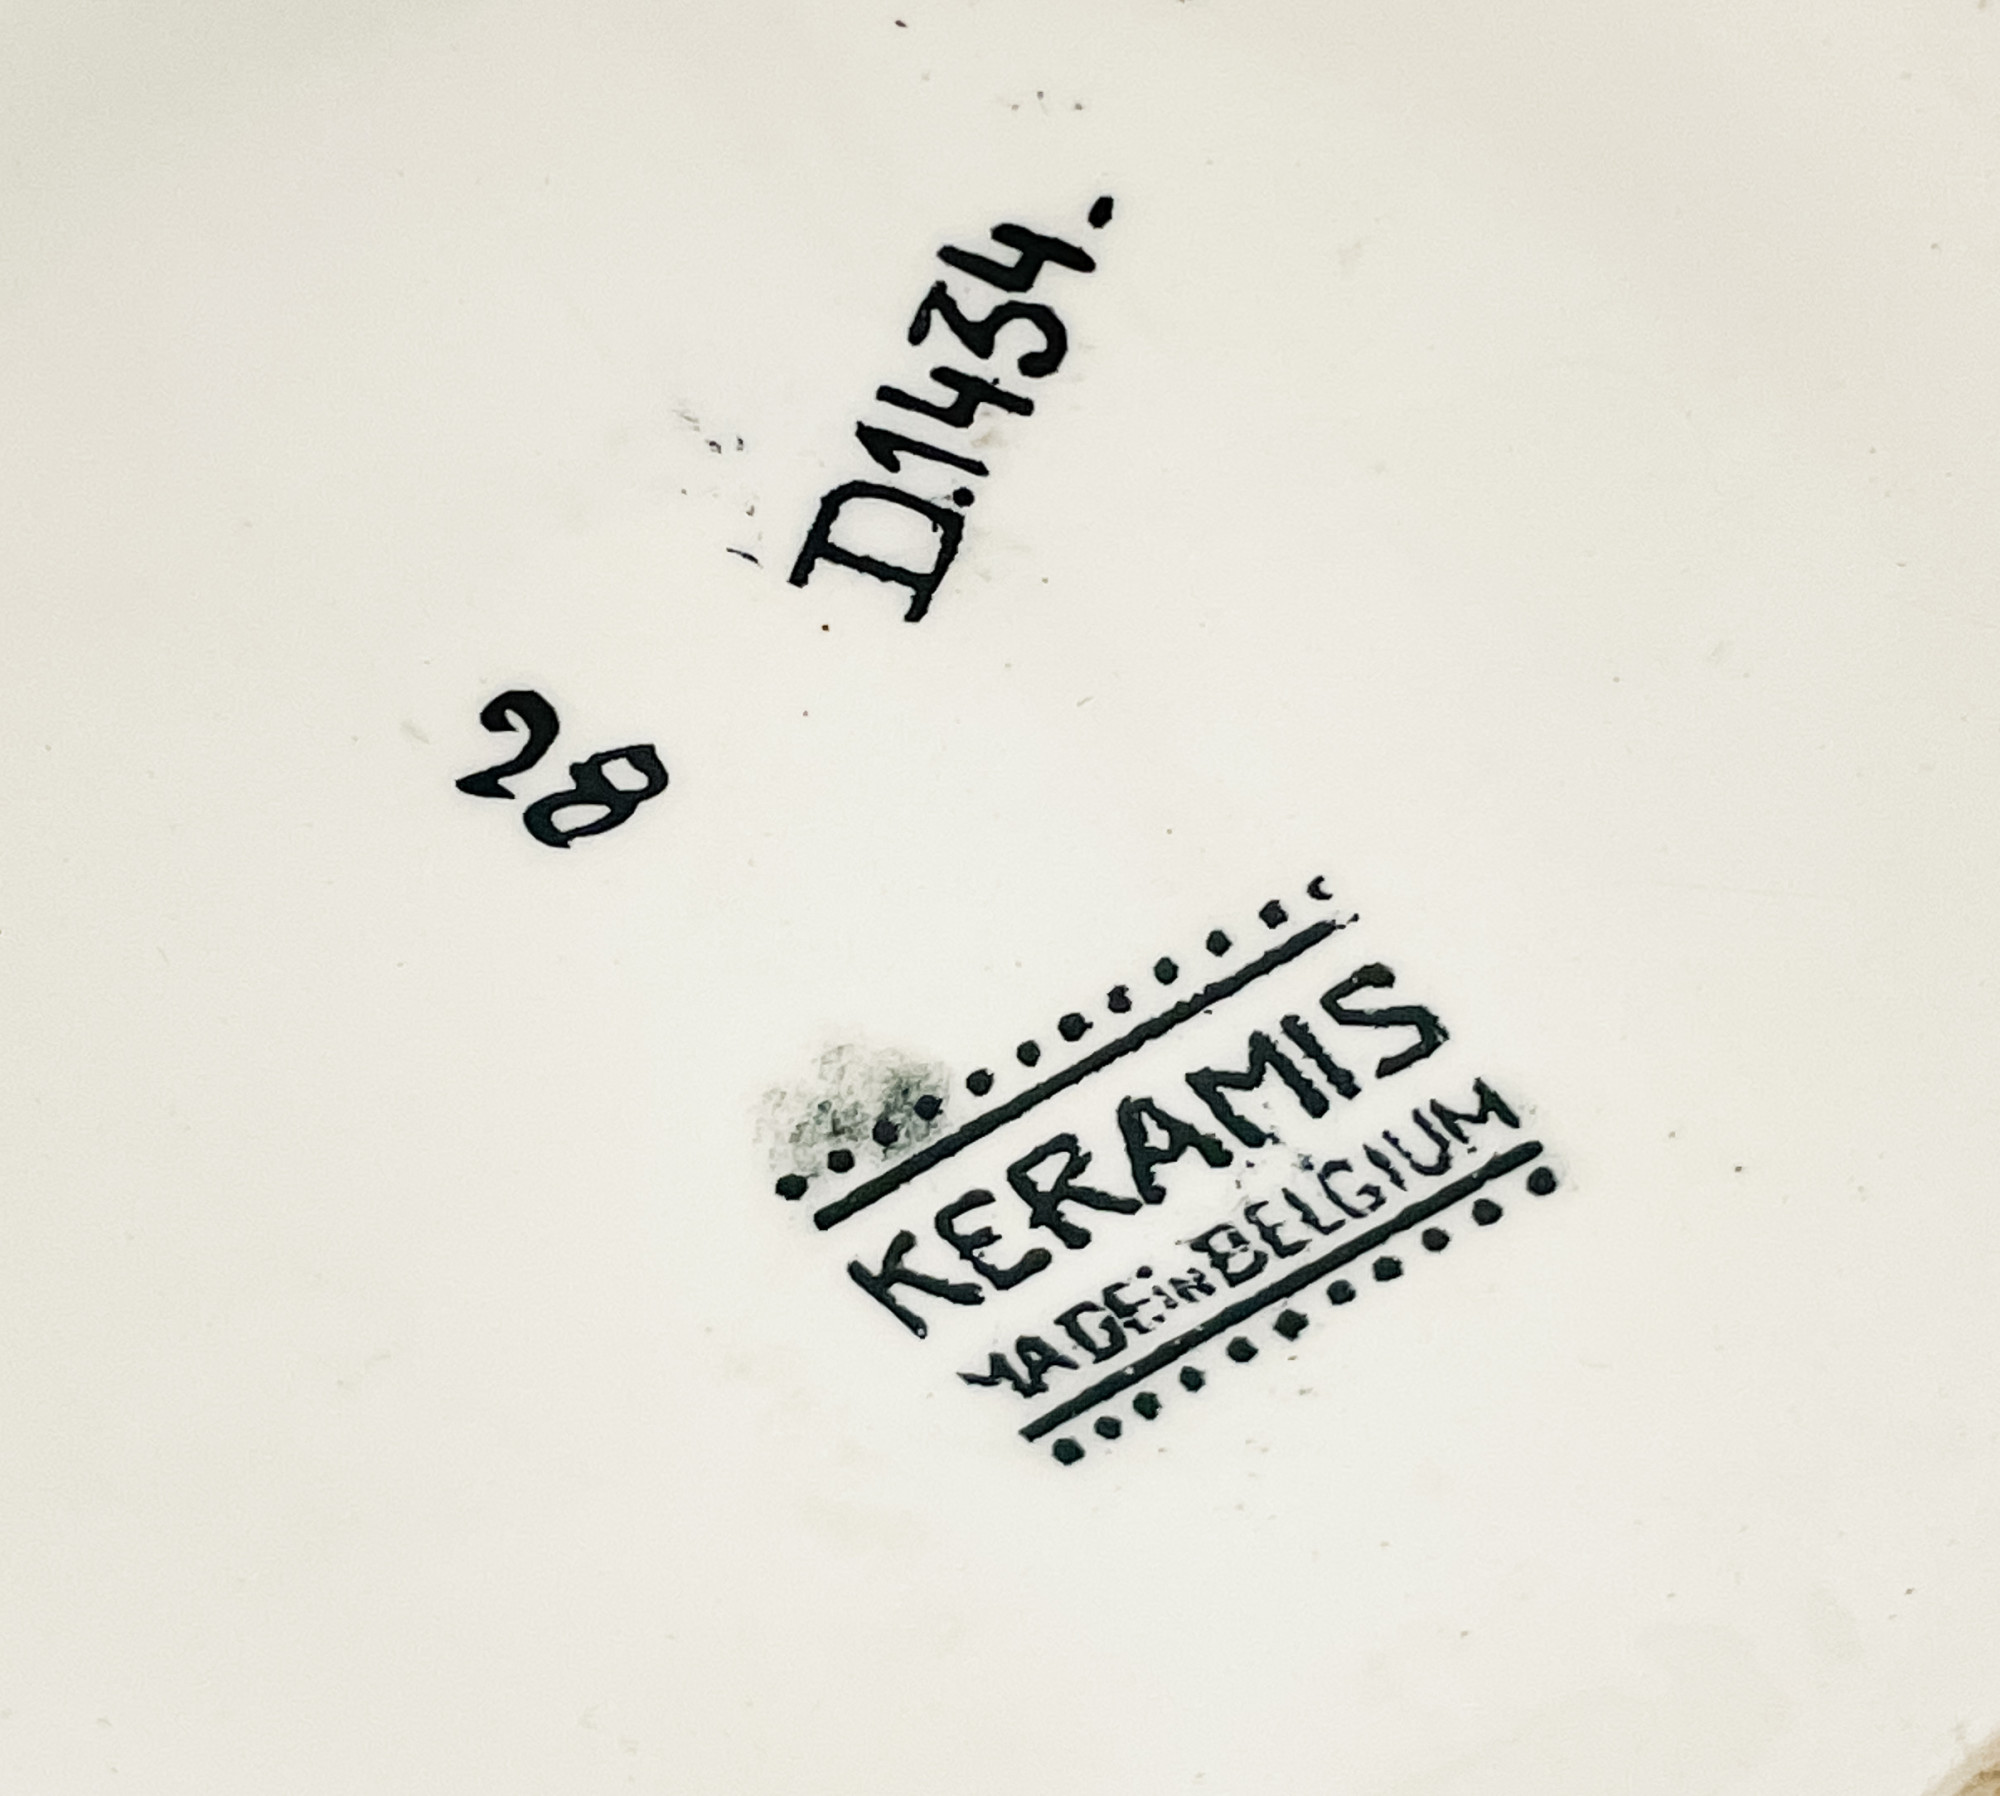 D.1434.
28
KERAMIS
MADE in BELGIUM